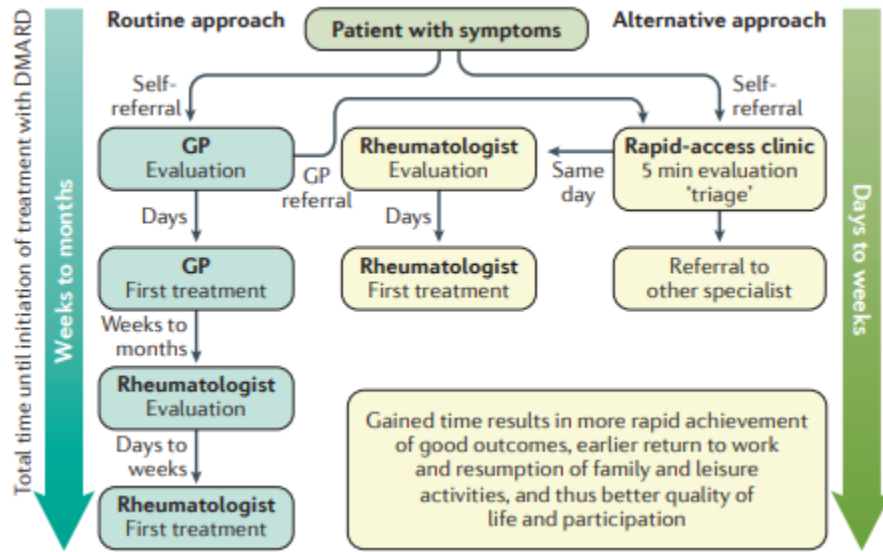 Routine approach
Patient with symptoms
Alternative approach
Total time until initiation of treatment with DMARD
Weeks to months
Days to weeks
Self-
referral
Self-
referral
GP
Evaluation
GP
referral
Rheumatologist
Evaluation
Same
day
Rapid-access clinic
5 min evaluation
‘triage’
Days
Days
GP
First treatment
Rheumatologist
First treatment
Referral to
other specialist
Weeks to
months
Rheumatologist
Evaluation
Days to
weeks
Rheumatologist
First treatment
Gained time results in more rapid achievement
of good outcomes, earlier return to work
and resumption of family and leisure
activities, and thus better quality of
life and participation